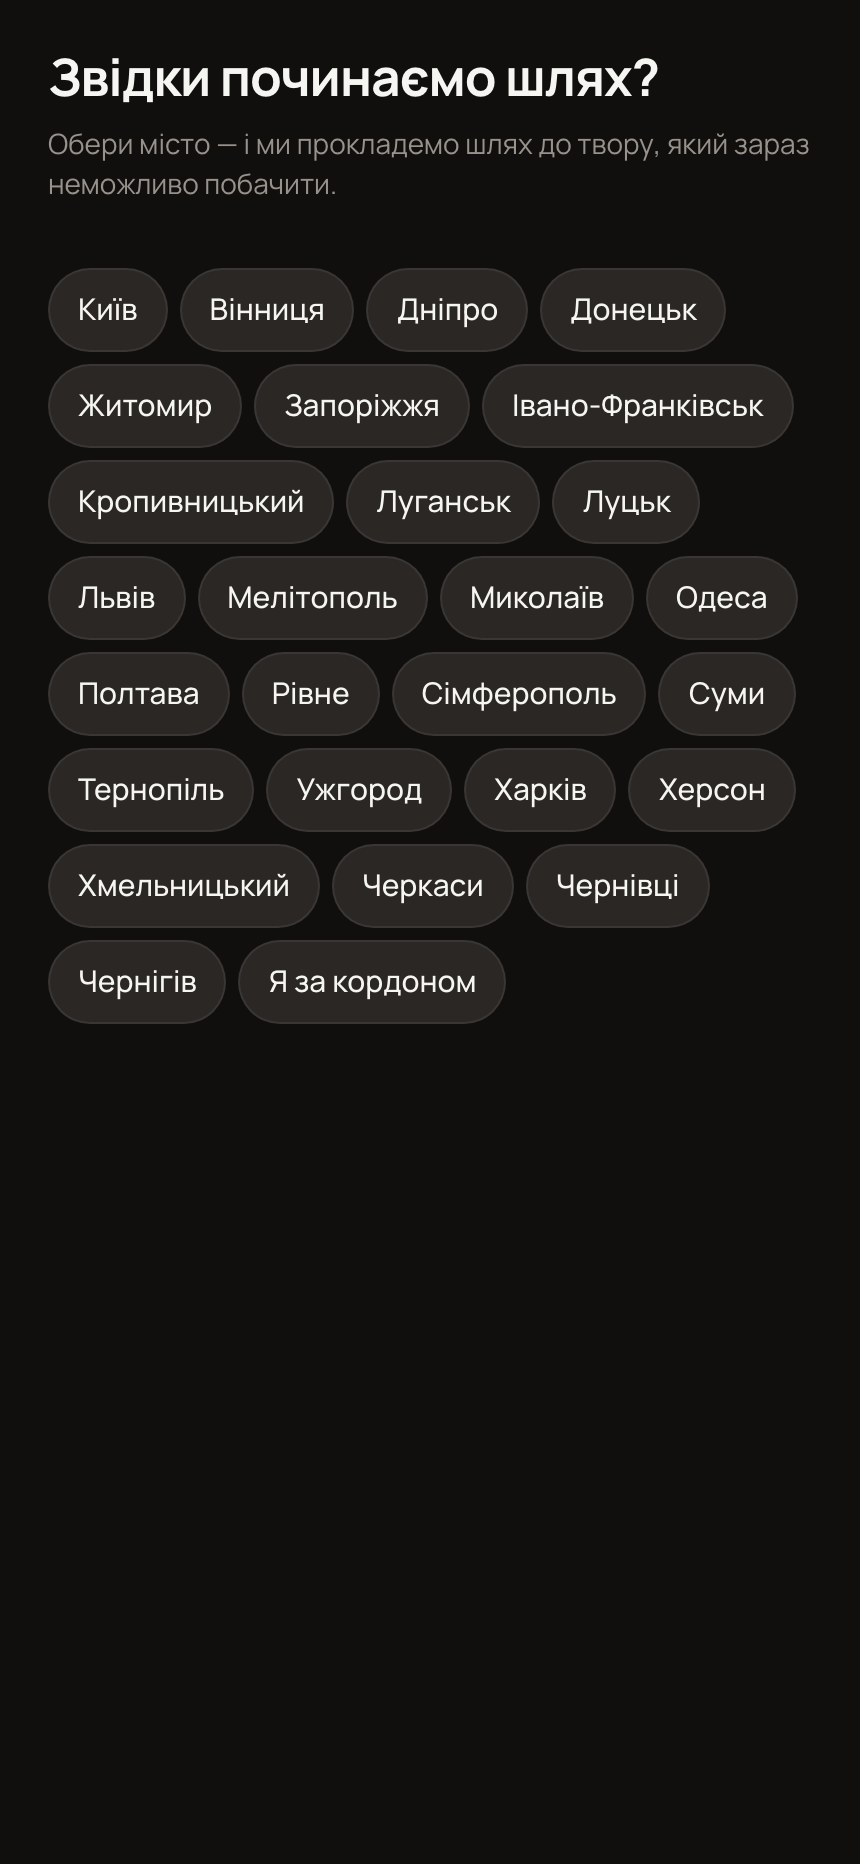 Звідки починаємо шлях?
Обери місто — і ми прокладемо шлях до твору, який зараз
неможливо побачити.
Київ Вінниця Дніпро Донецьк
Житомир Запоріжжя Івано-Франківськ
Кропивницький Луганськ Луцьк
Львів Мелітополь Миколаїв Одеса
Полтава Рівне Сімферополь Суми
Тернопіль Ужгород Харків Херсон
Хмельницький Черкаси Чернівці
Чернігів Я за кордоном